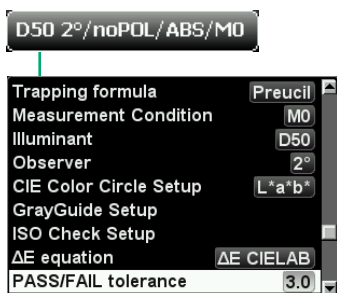 D50 2°/noPOL/ABS/M0
Trapping formula Preucil
Measurement Condition M0
Illuminant D50
Observer 2°
CIE Color Circle Setup L*a*b*
GrayGuide Setup
ISO Check Setup
ΔE equation ΔE CIELAB
PASS/FAIL tolerance 3.0